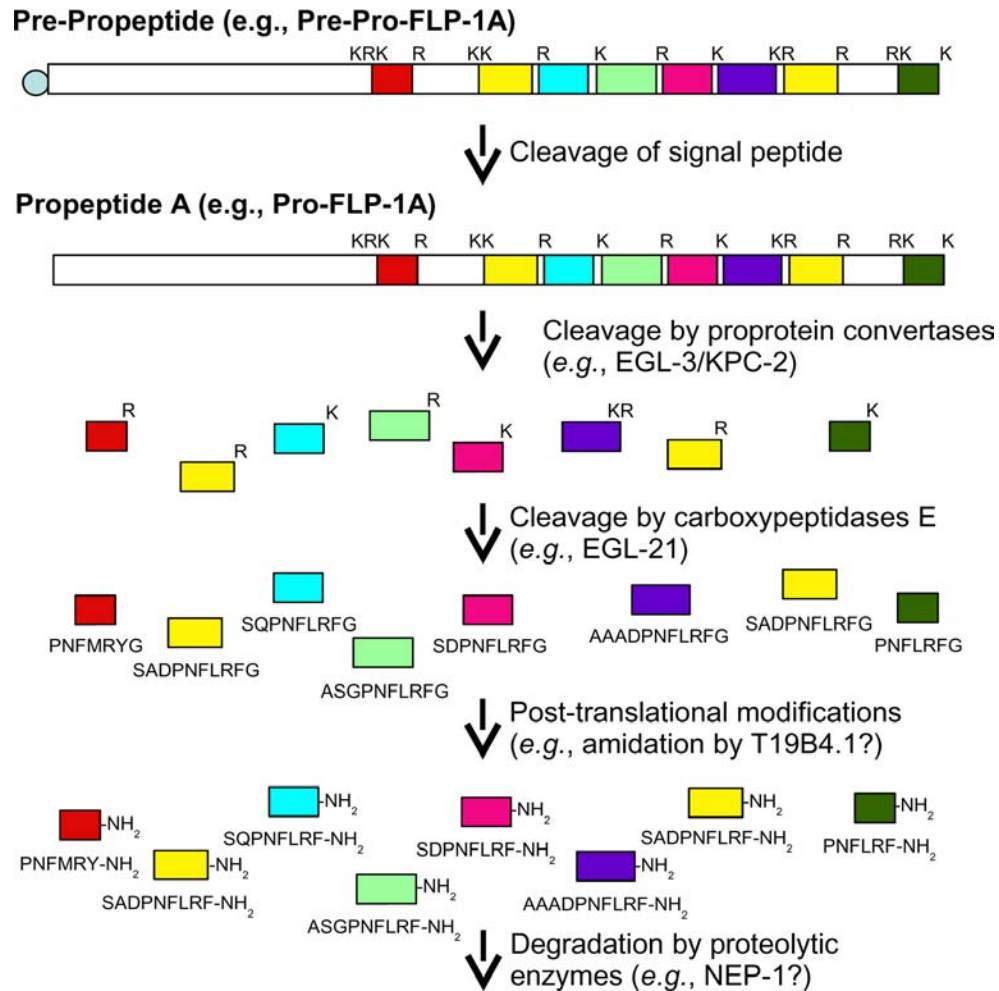 Pre-Propeptide (e.g., Pre-Pro-FLP-1A)
KRK R KK R K R K KR R RK K
Cleavage of signal peptide
Propeptide A (e.g., Pro-FLP-1A)
KRK R KK R K R K KR R RK K
Cleavage by proprotein convertases
(e.g., EGL-3/KPC-2)
R R K R K KR R K
Cleavage by carboxypeptidases E
(e.g., EGL-21)
PNFMRYG SADPNFLRFG SQPNFLRFG ASGPNFLRFG SDPNFLRFG AAADPNFLRFG SADPNFLRFG PNFLRFG
Post-translational modifications
(e.g., amidation by T19B4.1?)
-NH₂ -NH₂ -NH₂ -NH₂ -NH₂ -NH₂ -NH₂ -NH₂
PNFMRY-NH₂ SADPNFLRF-NH₂ SQPNFLRF-NH₂ ASGPNFLRF-NH₂ SDPNFLRF-NH₂ AAADPNFLRF-NH₂ SADPNFLRF-NH₂ PNFLRF-NH₂
Degradation by proteolytic
enzymes (e.g., NEP-1?)